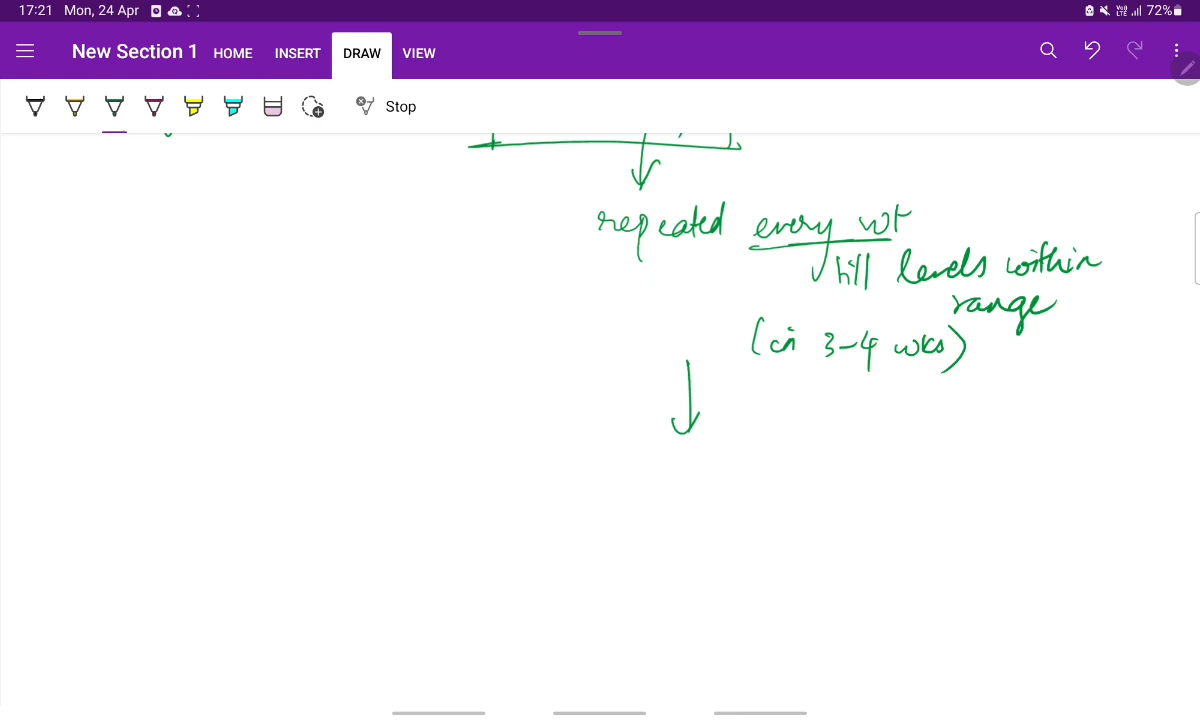 17:21 Mon, 24 Apr 72%
New Section 1 HOME INSERT DRAW VIEW
Stop
repeated every wk
till levels within
range
(in 3-4 wks)